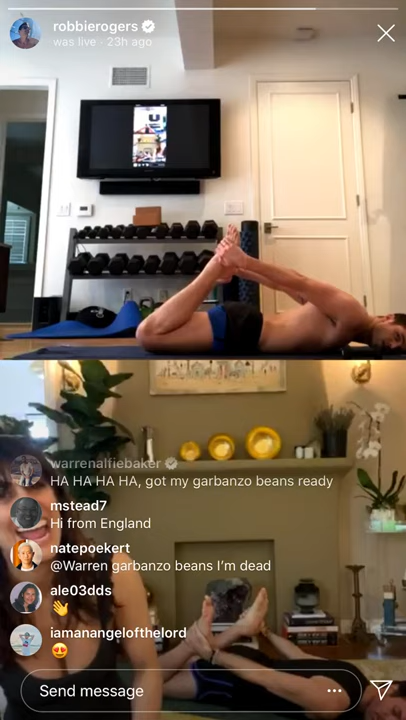 robbierogers
was live · 23h ago
warrenalfiebaker
HA HA HA HA, got my garbanzo beans ready
mstead7
Hi from England
natepoekert
@Warren garbanzo beans I'm dead
ale03dds
👋
iamanangelofthelord
😍
Send message